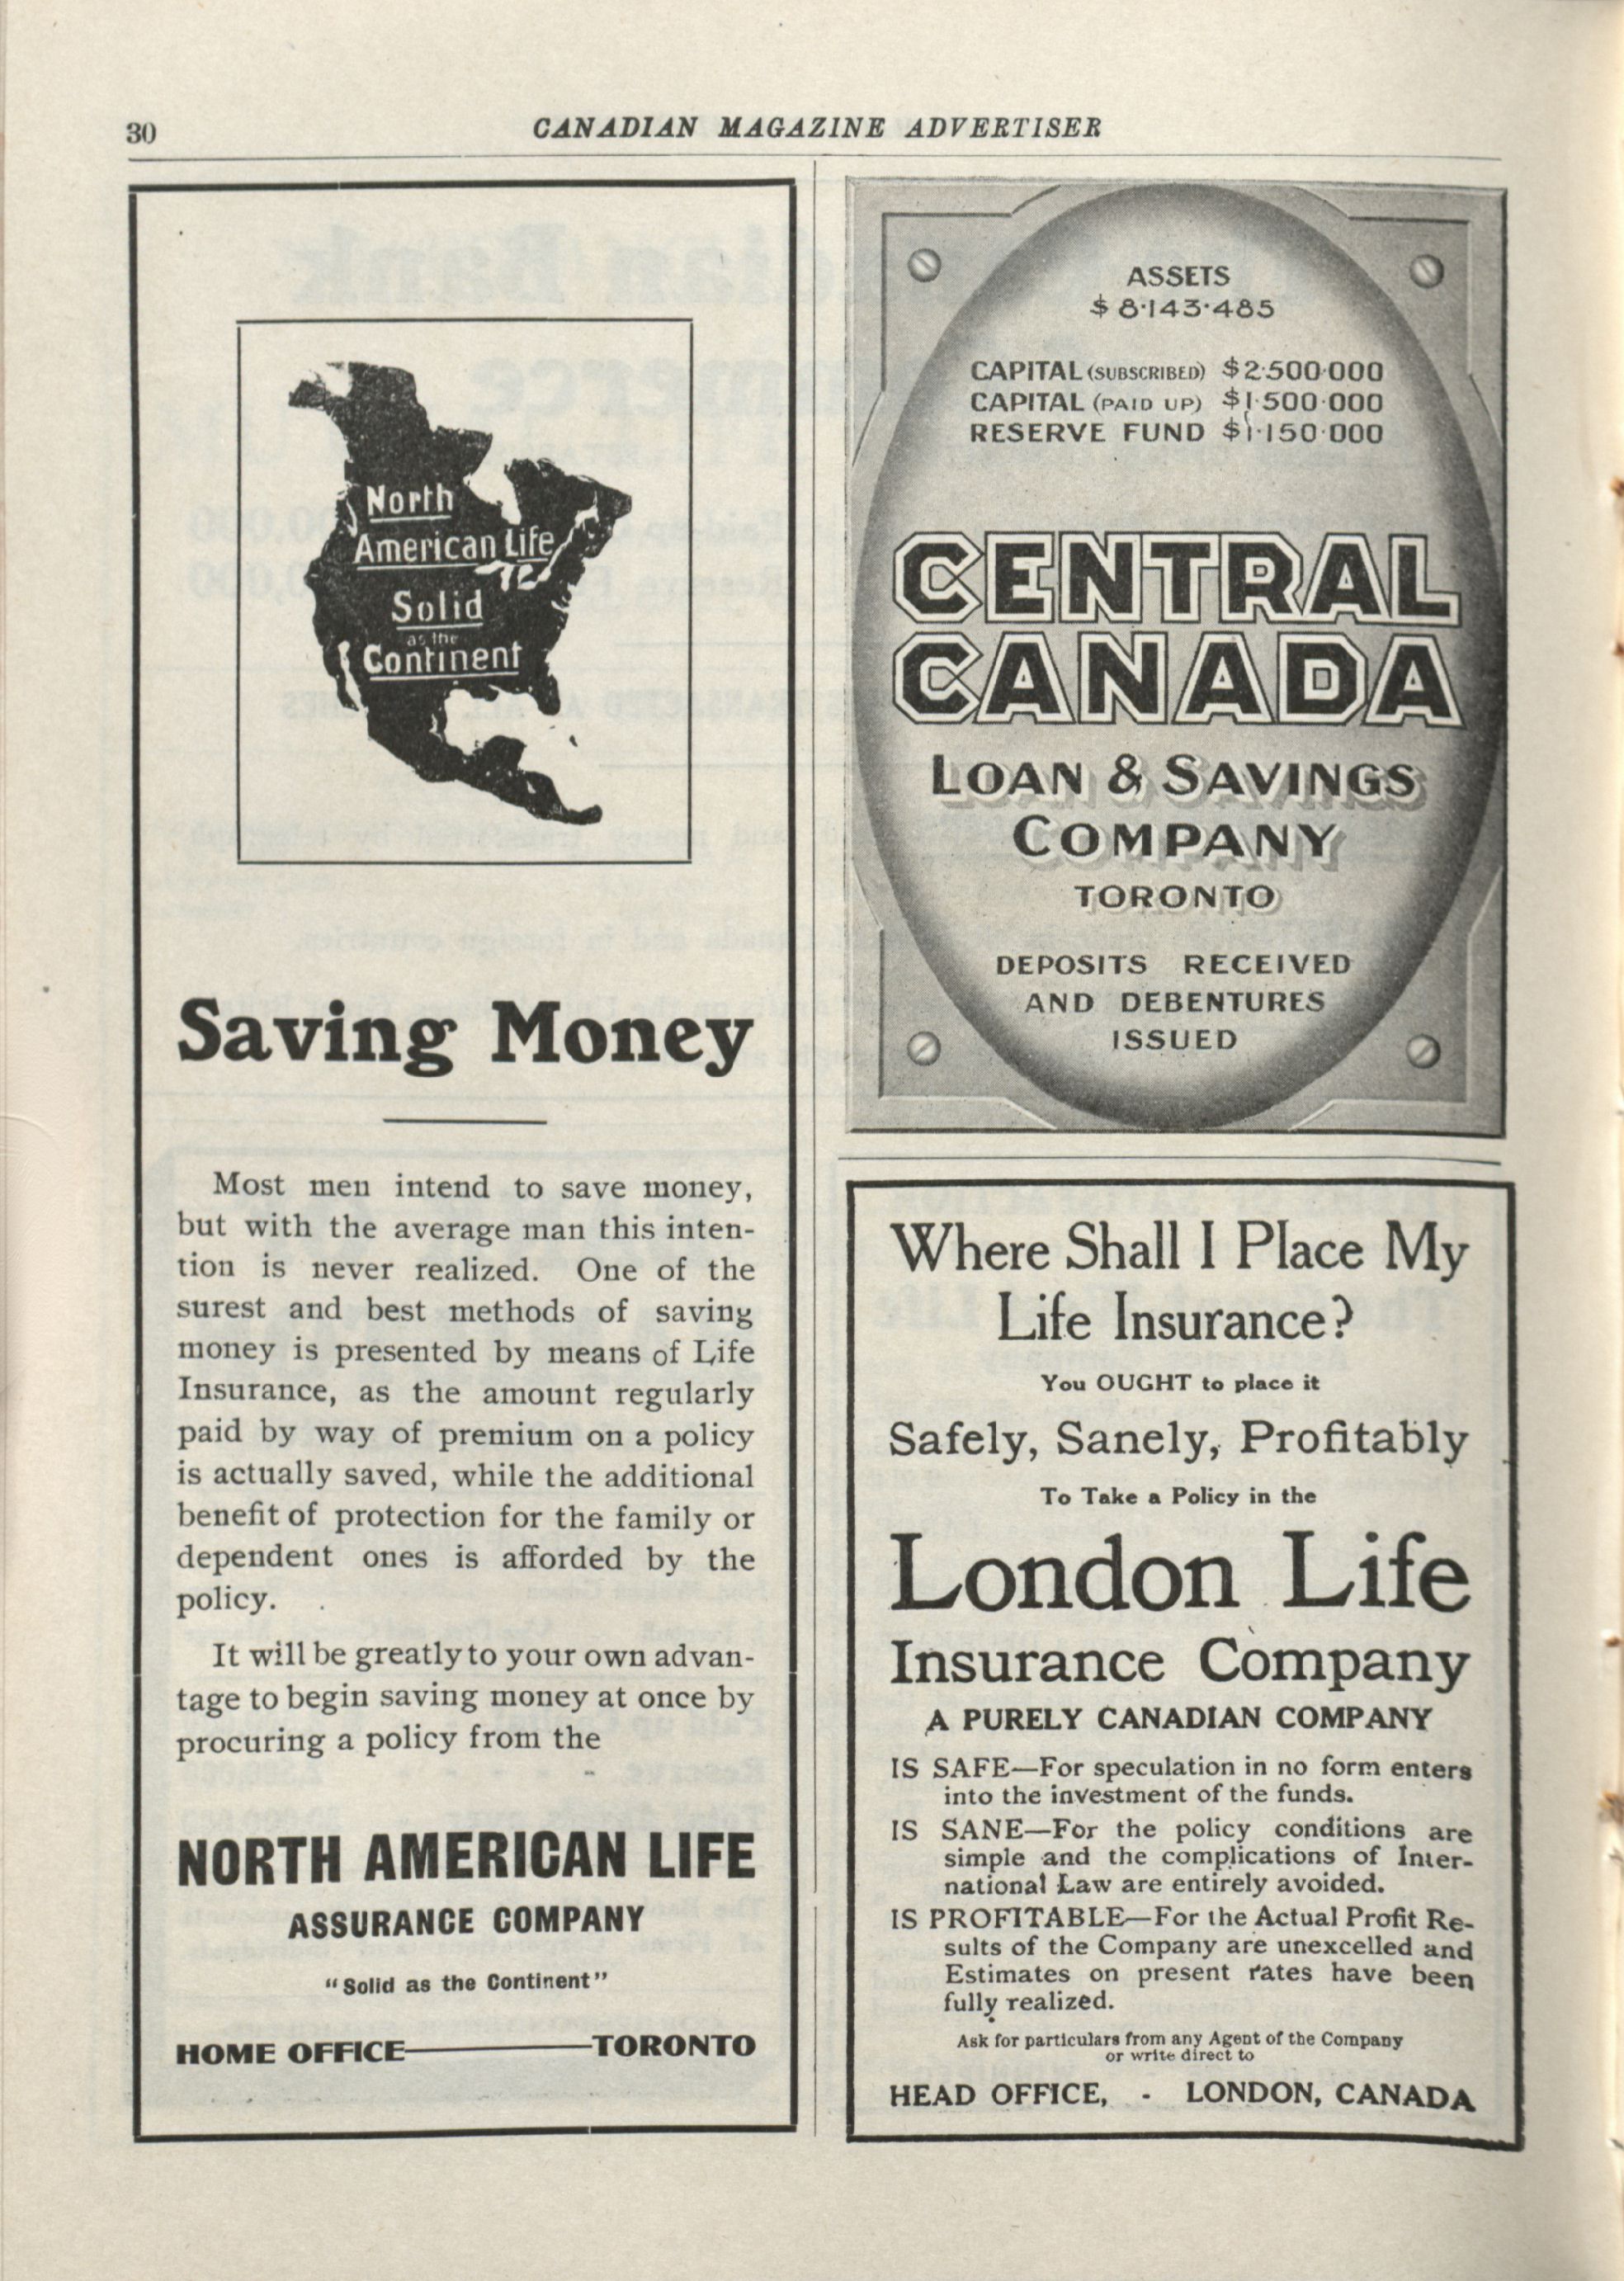 30
CANADIAN MAGAZINE ADVERTISER
North
American Life
Solid
as the
Continent
Saving Money
Most men intend to save money,
but with the average man this inten-
tion is never realized. One of the
surest and best methods of saving
money is presented by means of Life
Insurance, as the amount regularly
paid by way of premium on a policy
is actually saved, while the additional
benefit of protection for the family or
dependent ones is afforded by the
policy.
It will be greatly to your own advan-
tage to begin saving money at once by
procuring a policy from the
NORTH AMERICAN LIFE
ASSURANCE COMPANY
"Solid as the Continent"
HOME OFFICE——TORONTO
ASSETS
$ 8·143·485
CAPITAL (SUBSCRIBED) $2·500·000
CAPITAL (PAID UP) $1·500·000
RESERVE FUND $1·150·000
CENTRAL
CANADA
LOAN & SAVINGS
COMPANY
TORONTO
DEPOSITS RECEIVED
AND DEBENTURES
ISSUED
Where Shall I Place My
Life Insurance?
You OUGHT to place it
Safely, Sanely, Profitably
To Take a Policy in the
London Life
Insurance Company
A PURELY CANADIAN COMPANY
IS SAFE—For speculation in no form enters
into the investment of the funds.
IS SANE—For the policy conditions are
simple and the complications of Inter-
national Law are entirely avoided.
IS PROFITABLE—For the Actual Profit Re-
sults of the Company are unexcelled and
Estimates on present rates have been
fully realized.
Ask for particulars from any Agent of the Company
or write direct to
HEAD OFFICE, - LONDON, CANADA